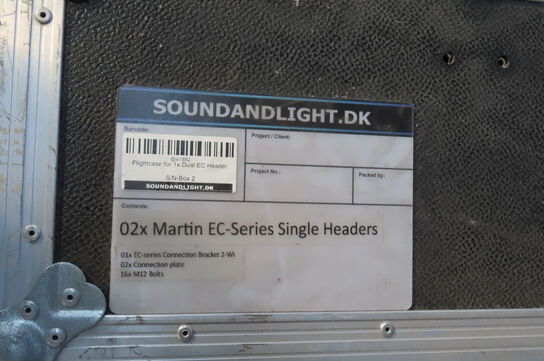 SOUNDANDLIGHT.DK
Barcode:
Project / Client:
Flightcase for 1x Dual EC Header
S/N-Box 2
SOUNDANDLIGHT.DK
Project No.:
Packed by:
Contents:
02x Martin EC-Series Single Headers
01x EC-series Connection Bracket 2-Wi
02x Connection plate
16x M12 Bolts